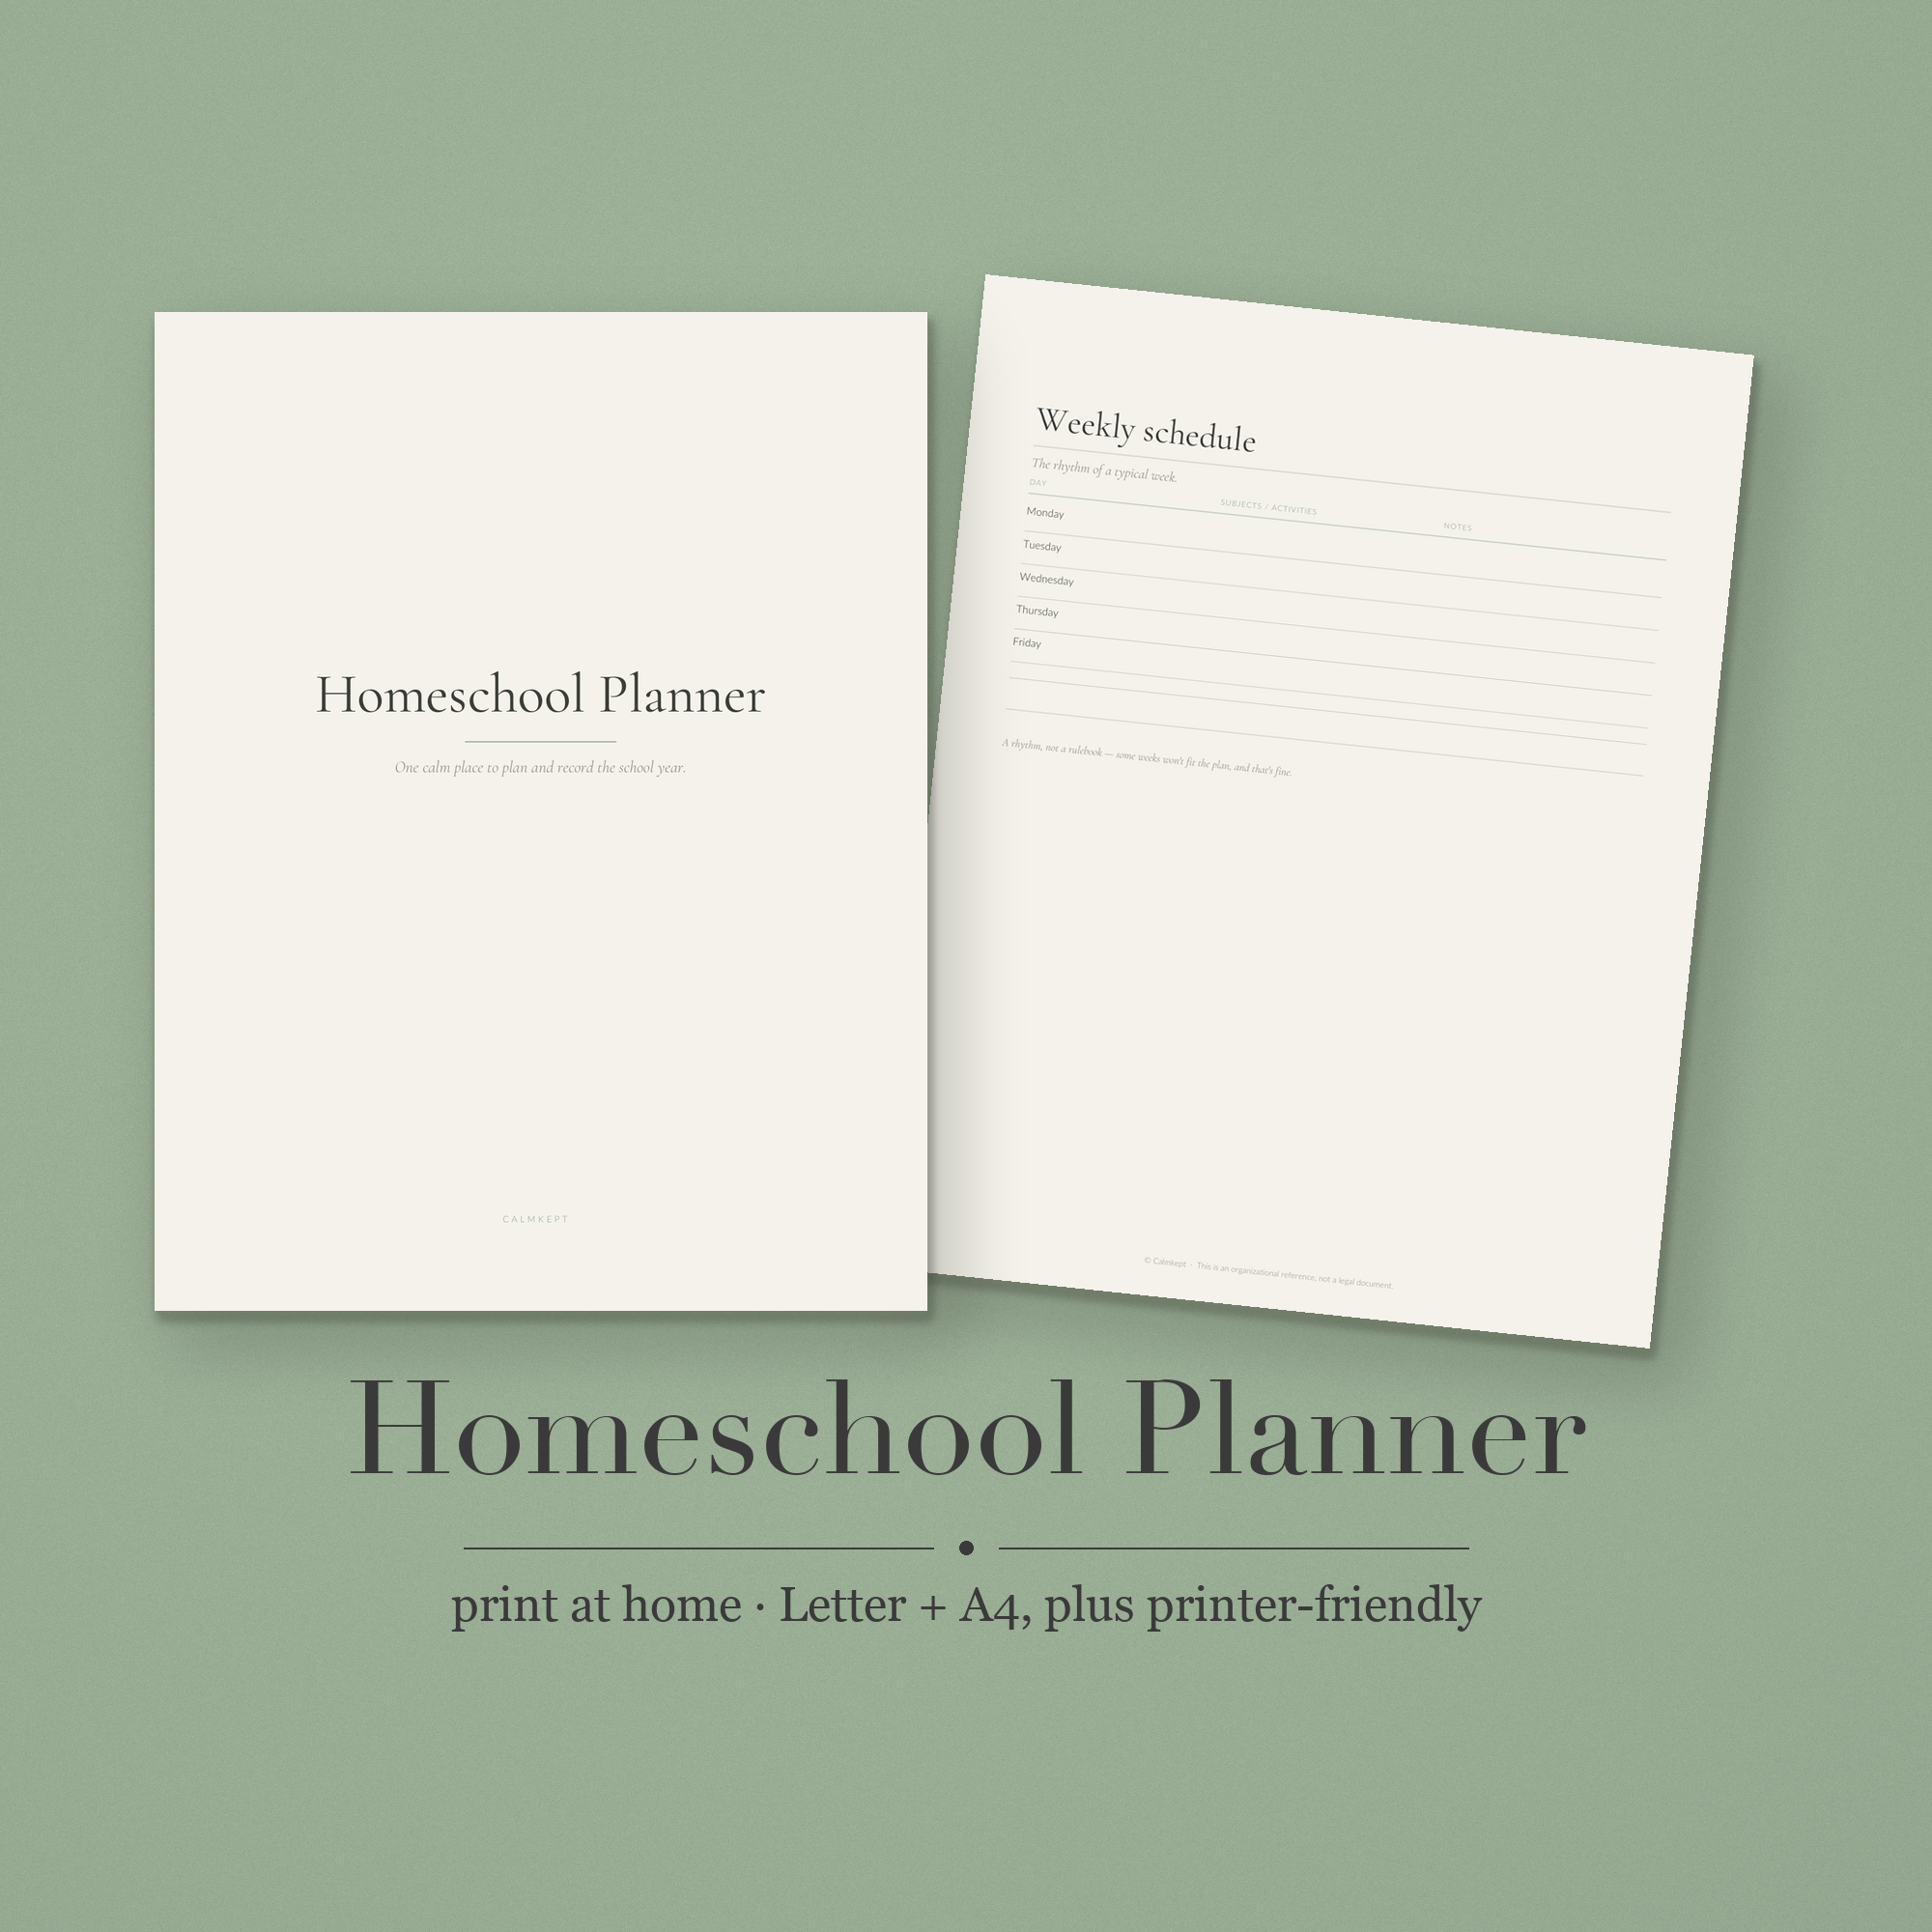 Homeschool Planner
One calm place to plan and record the school year.
CALMKEPT
Weekly schedule
The rhythm of a typical week.
DAY SUBJECTS / ACTIVITIES NOTES
Monday
Tuesday
Wednesday
Thursday
Friday
A rhythm, not a rulebook — some weeks won't fit the plan, and that's fine.
© Calmkept · This is an organizational reference, not a legal document.
Homeschool Planner
print at home · Letter + A4, plus printer-friendly